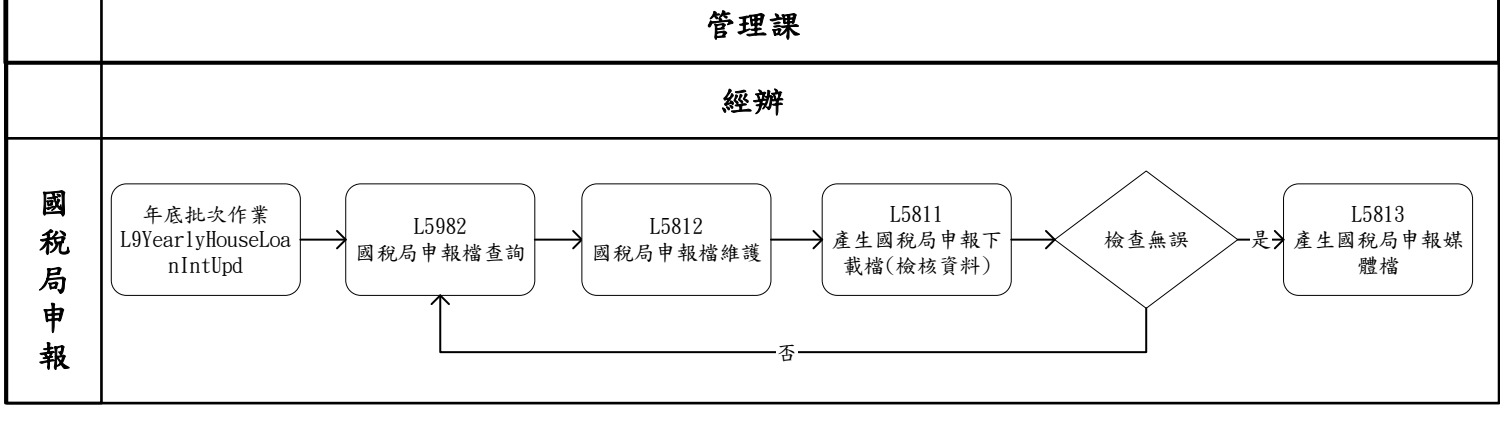 管理課
經辦
國
稅
局
申
報
年底批次作業
L9YearlyHouseLoa
nIntUpd
L5982
國稅局申報檔查詢
L5812
國稅局申報檔維護
L5811
產生國稅局申報下
載檔(檢核資料)
檢查無誤
是
L5813
產生國稅局申報媒
體檔
否